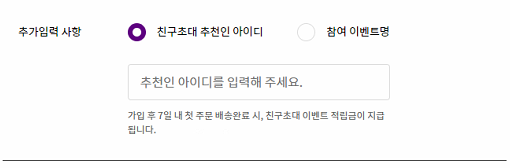 추가입력 사항 친구초대 추천인 아이디 참여 이벤트명
추천인 아이디를 입력해 주세요.
가입 후 7일 내 첫 주문 배송완료 시, 친구초대 이벤트 적립금이 지급
됩니다.